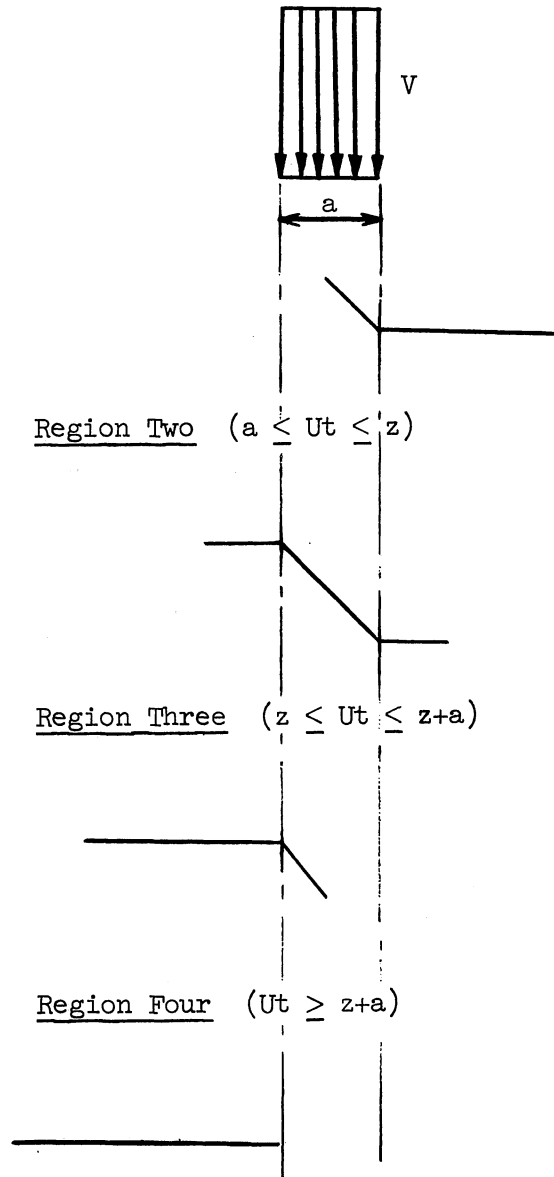 V
a
Region Two (a ≤ Ut ≤ z)
Region Three (z ≤ Ut ≤ z+a)
Region Four (Ut ≥ z+a)